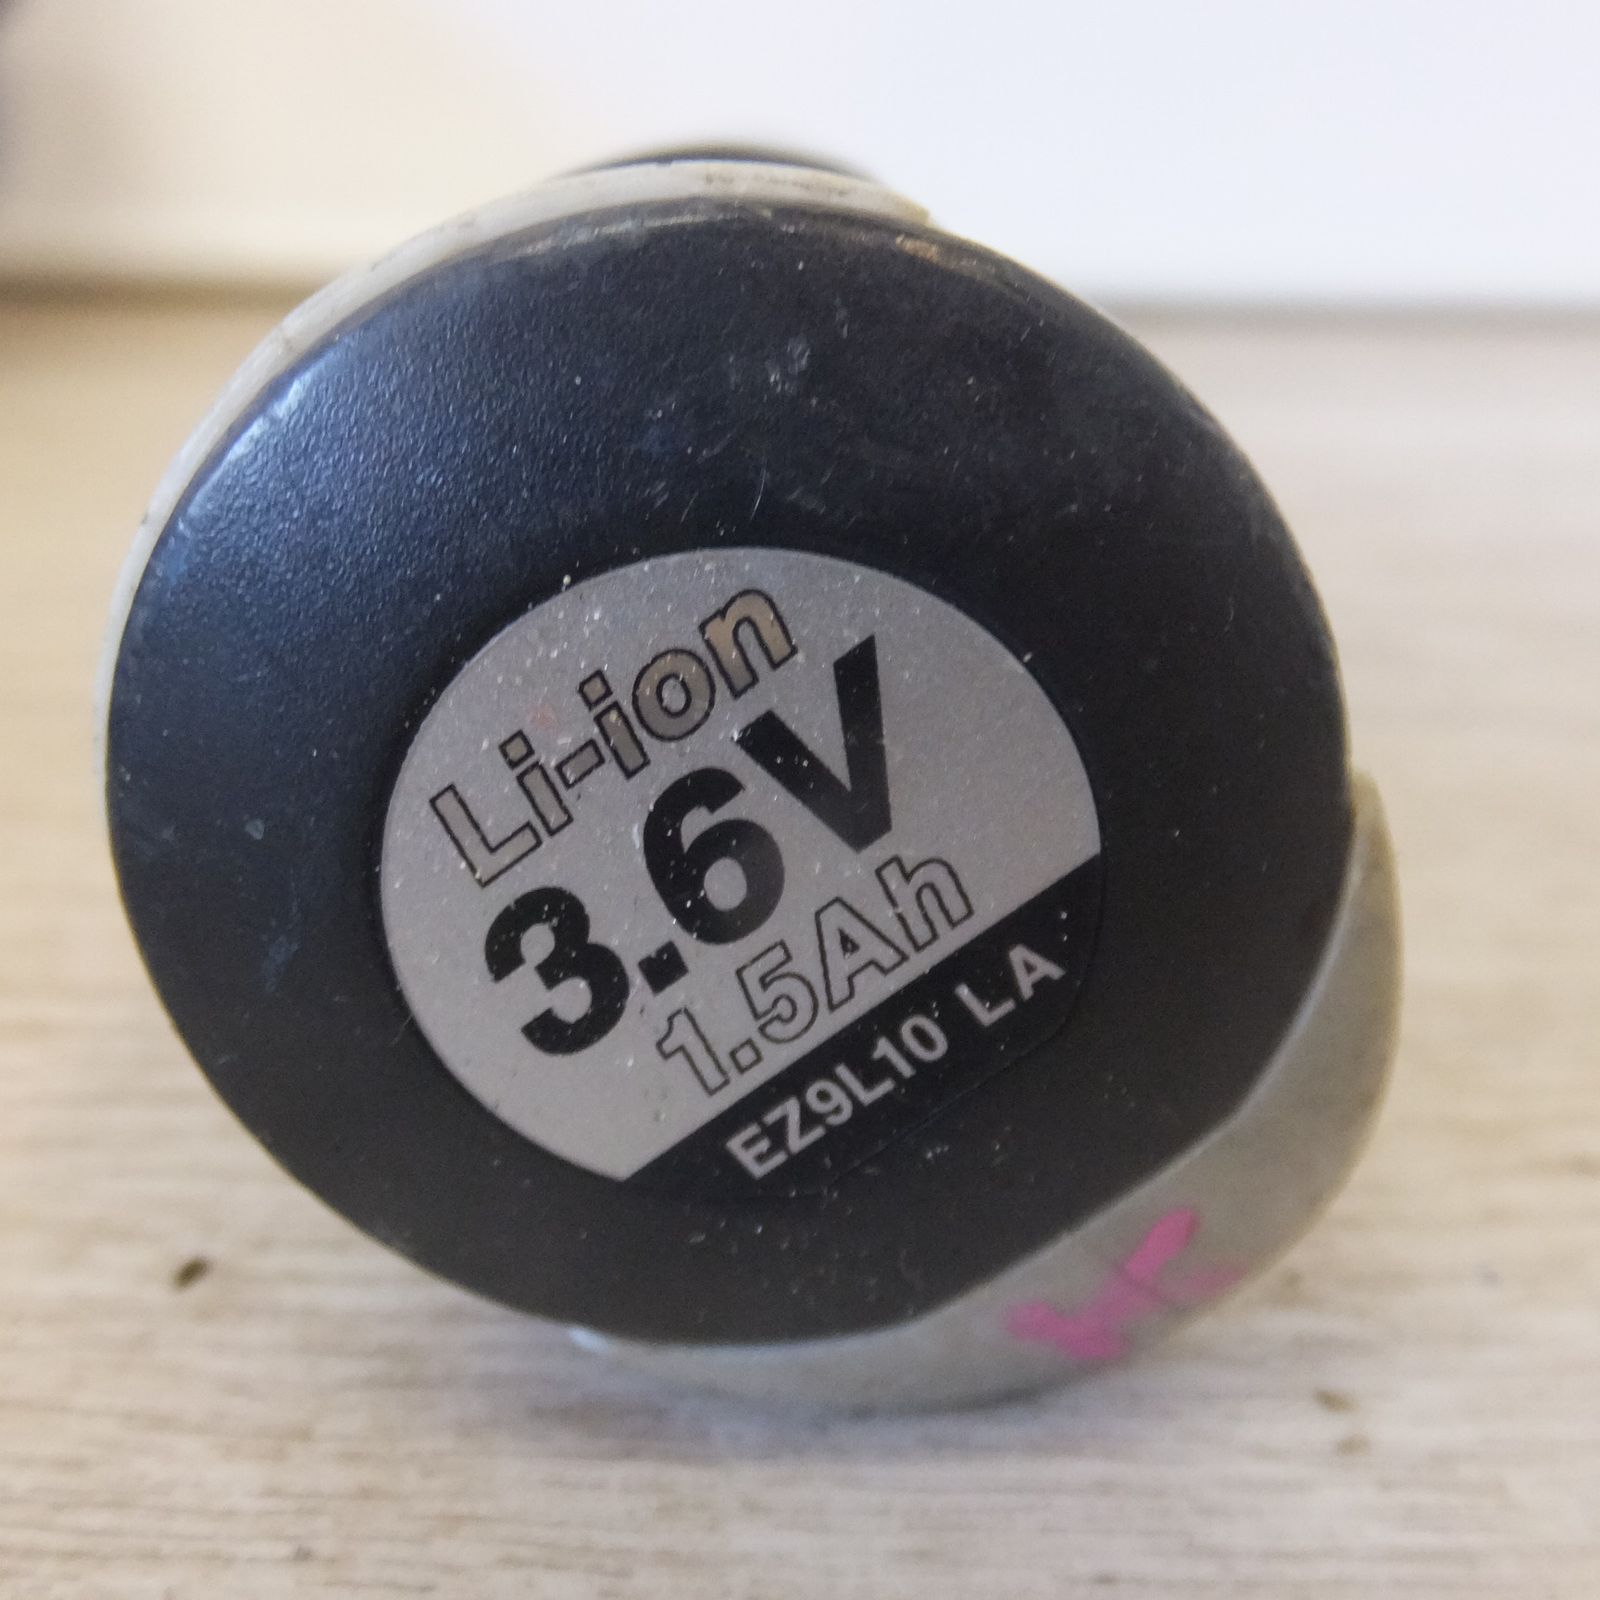 Li-ion
3.6V
1.5Ah
EZ9L10 LA